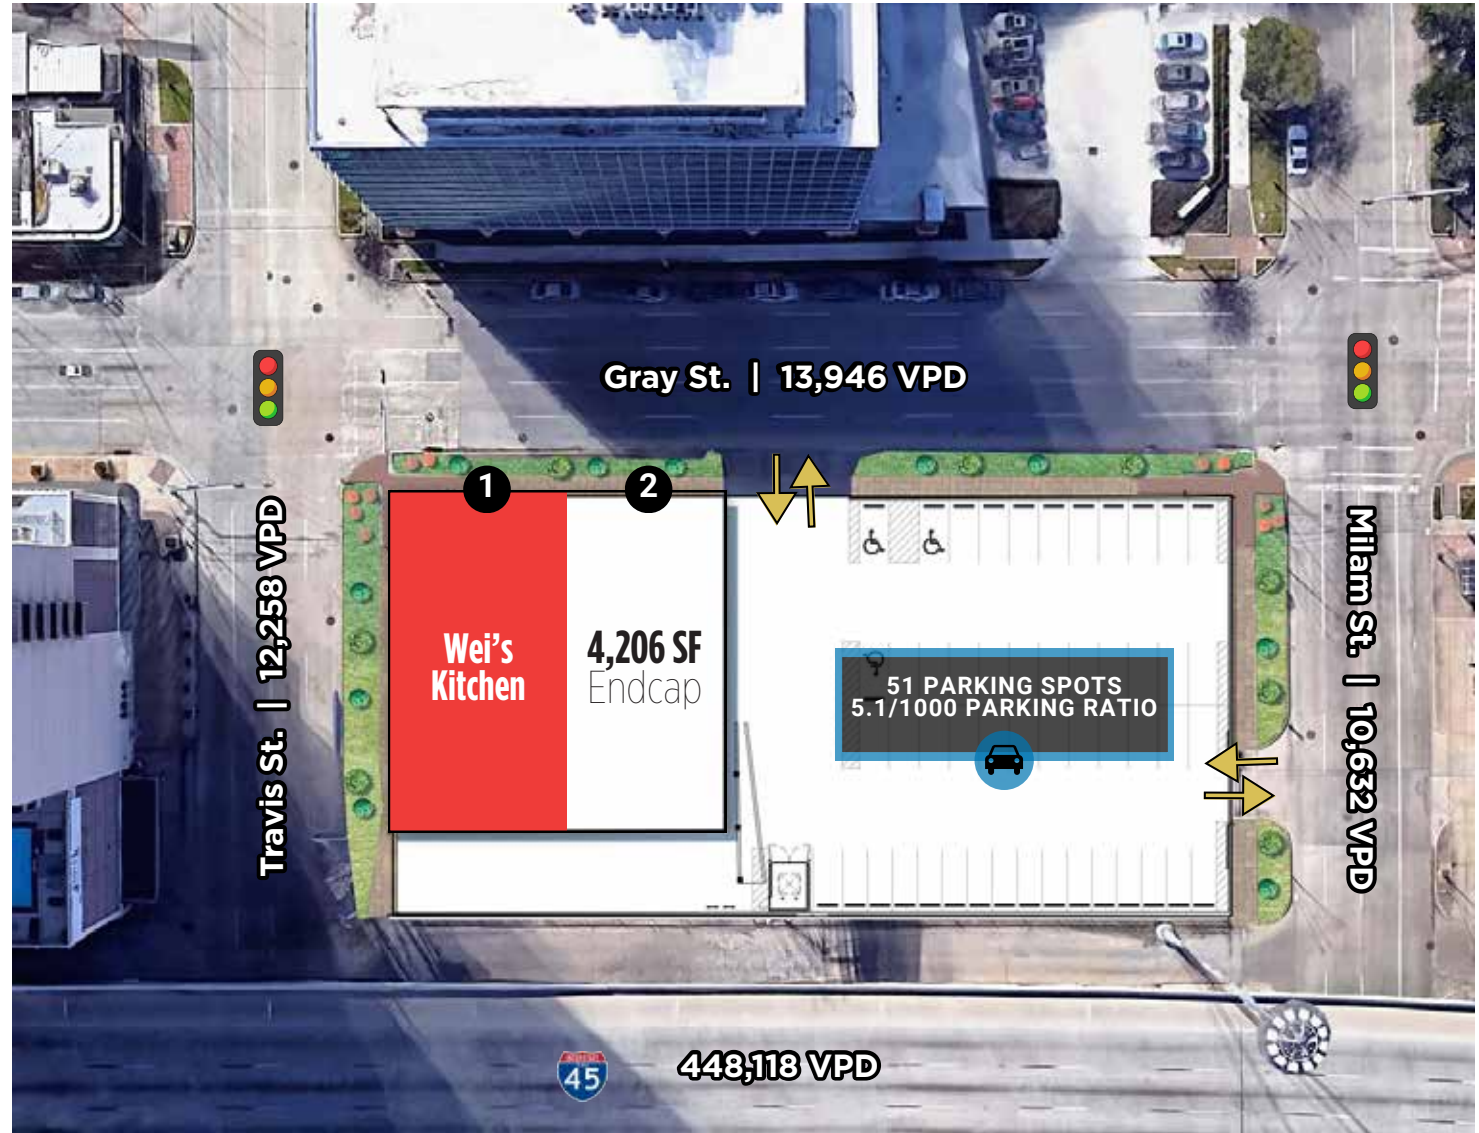 Gray St. | 13,946 VPD
1
2
Travis St. | 12,258 VPD
Milam St. | 10,632 VPD
Wei's
Kitchen
4,206 SF
Endcap
51 PARKING SPOTS
5.1/1000 PARKING RATIO
45
448,118 VPD